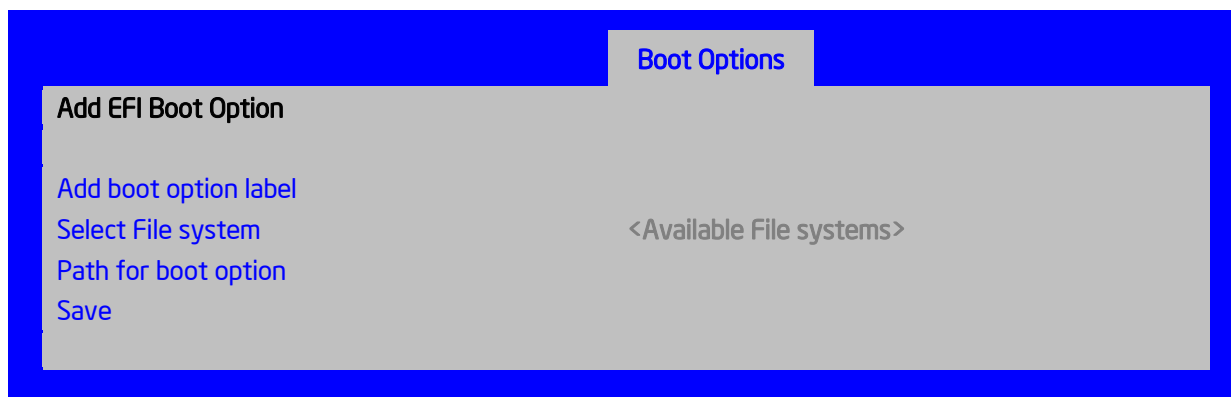 Boot Options
Add EFI Boot Option
Add boot option label
Select File system <Available File systems>
Path for boot option
Save